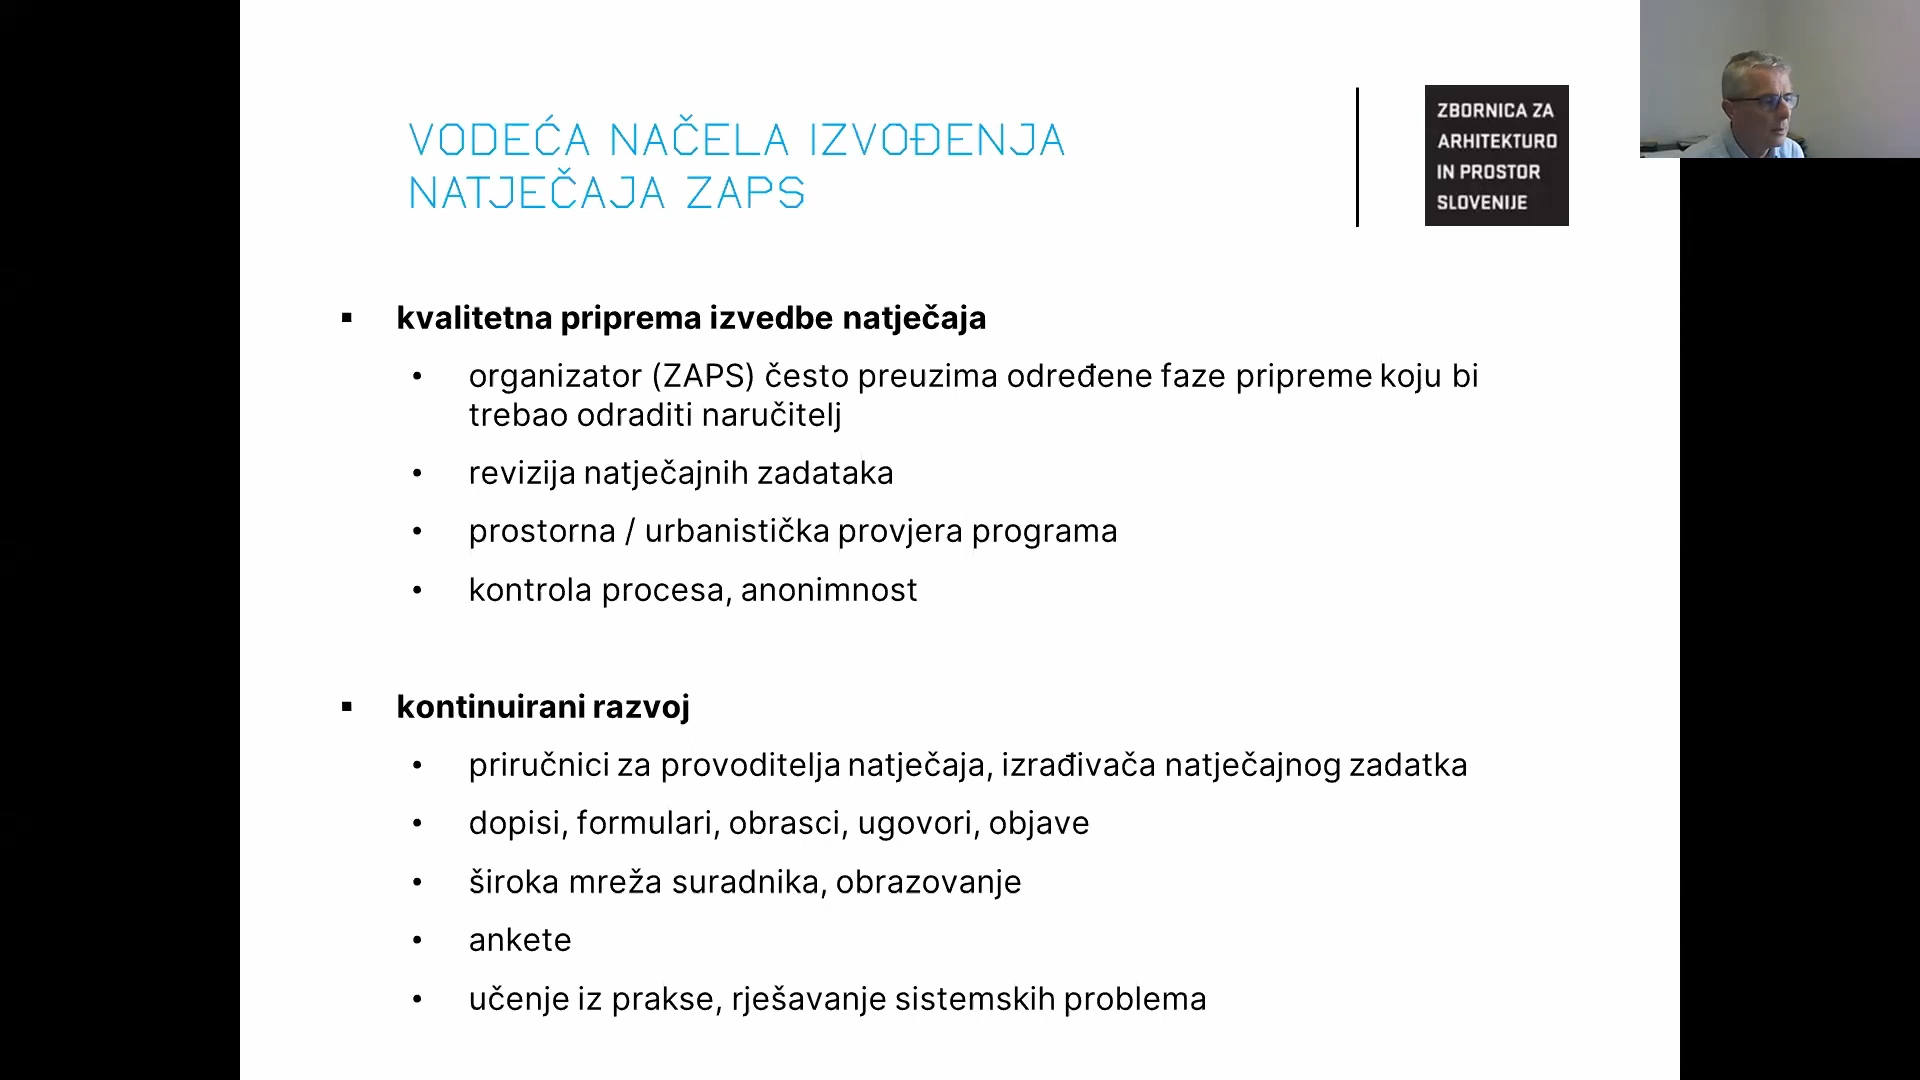 VODEĆA NAČELA IZVOĐENJA
NATJEČAJA ZAPS
ZBORNICA ZA
ARHITEKTURO
IN PROSTOR
SLOVENIJE
▪ kvalitetna priprema izvedbe natječaja
• organizator (ZAPS) često preuzima određene faze pripreme koju bi
trebao odraditi naručitelj
• revizija natječajnih zadataka
• prostorna / urbanistička provjera programa
• kontrola procesa, anonimnost
▪ kontinuirani razvoj
• priručnici za provoditelja natječaja, izrađivača natječajnog zadatka
• dopisi, formulari, obrasci, ugovori, objave
• široka mreža suradnika, obrazovanje
• ankete
• učenje iz prakse, rješavanje sistemskih problema